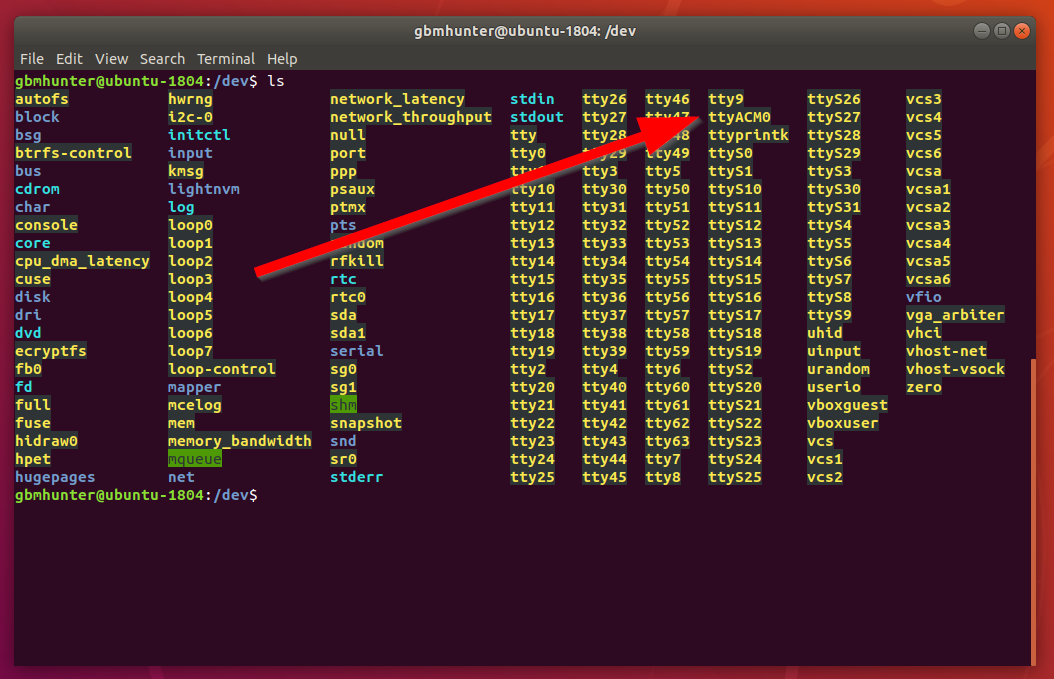 gbmhunter@ubuntu-1804: /dev
File Edit View Search Terminal Help
gbmhunter@ubuntu-1804:/dev$ ls
autofs hwrng network_latency stdin tty26 tty46 tty9 ttyS26 vcs3
block i2c-0 network_throughput stdout tty27 tty47 ttyACM0 ttyS27 vcs4
bsg initctl null tty tty28 ttyprintk ttyS28 vcs5
btrfs-control input port tty0 tty29 tty49 ttyS0 ttyS29 vcs6
bus kmsg ppp tty3 tty5 ttyS1 ttyS3 vcsa
cdrom lightnvm psaux tty10 tty30 tty50 ttyS10 ttyS30 vcsa1
char log ptmx tty11 tty31 tty51 ttyS11 ttyS31 vcsa2
console loop0 pts tty12 tty32 tty52 ttyS12 ttyS4 vcsa3
core loop1 tty13 tty33 tty53 ttyS13 ttyS5 vcsa4
cpu_dma_latency loop2 rfkill tty14 tty34 tty54 ttyS14 ttyS6 vcsa5
cuse loop3 rtc tty15 tty35 tty55 ttyS15 ttyS7 vcsa6
disk loop4 rtc0 tty16 tty36 tty56 ttyS16 ttyS8 vfio
dri loop5 sda tty17 tty37 tty57 ttyS17 ttyS9 vga_arbiter
dvd loop6 sda1 tty18 tty38 tty58 ttyS18 uhid vhci
ecryptfs loop7 serial tty19 tty39 tty59 ttyS19 uinput vhost-net
fb0 loop-control sg0 tty2 tty4 tty6 ttyS2 urandom vhost-vsock
fd mapper sg1 tty20 tty40 tty60 ttyS20 userio zero
full mcelog shm tty21 tty41 tty61 ttyS21 vboxguest
fuse mem snapshot tty22 tty42 tty62 ttyS22 vboxuser
hidraw0 memory_bandwidth snd tty23 tty43 tty63 ttyS23 vcs
hpet mqueue sr0 tty24 tty44 tty7 ttyS24 vcs1
hugepages net stderr tty25 tty45 tty8 ttyS25 vcs2
gbmhunter@ubuntu-1804:/dev$